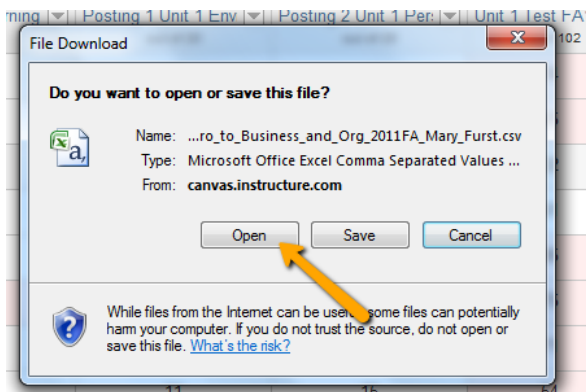 Posting 1 Unit 1 Env Posting 2 Unit 1 Per: Unit 1 Test FA
File Download
102
Do you want to open or save this file?
Name: ...ro_to_Business_and_Org_2011FA_Mary_Furst.csv
Type: Microsoft Office Excel Comma Separated Values ...
From: canvas.instructure.com
Open Save Cancel
While files from the Internet can be some files can potentially
harm your computer. If you do not trust the source, do not open or
save this file. What's the risk?